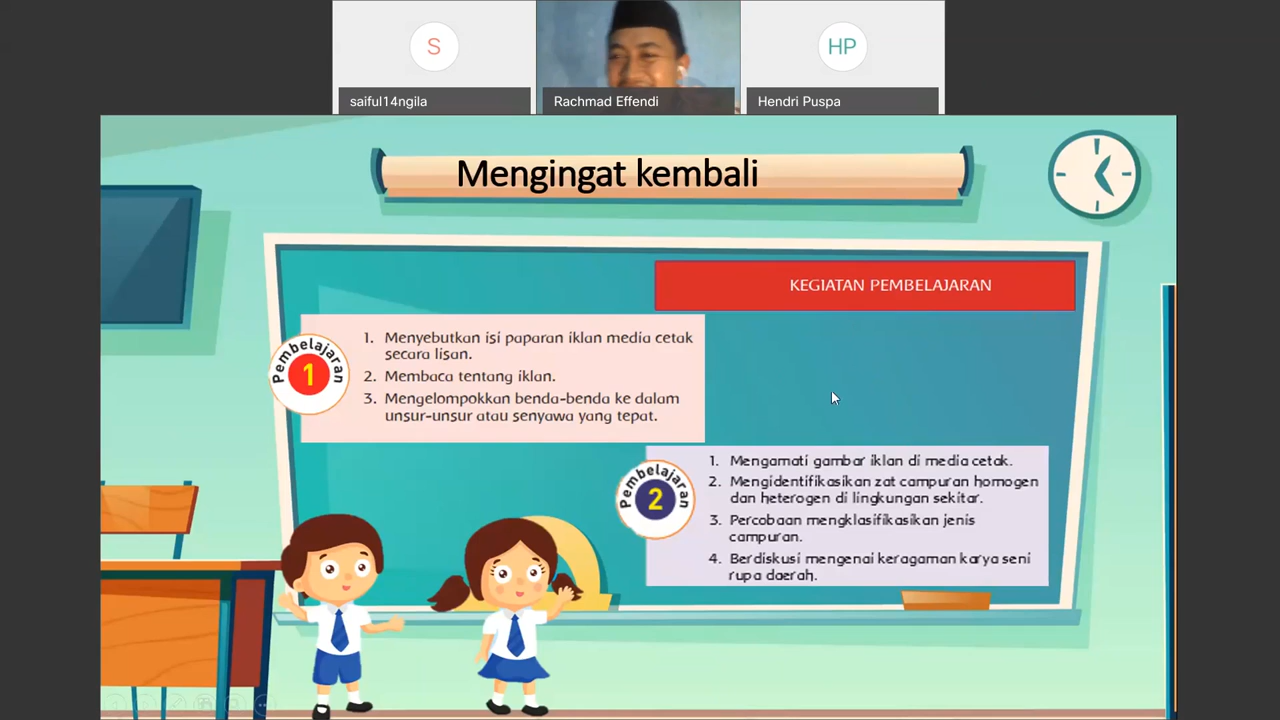 S
HP
saiful14ngila
Rachmad Effendi
Hendri Puspa
Mengingat kembali
KEGIATAN PEMBELAJARAN
Pembelajaran
1
1. Menyebutkan isi paparan iklan media cetak
secara lisan.
2. Membaca tentang iklan.
3. Mengelompokkan benda-benda ke dalam
unsur-unsur atau senyawa yang tepat.
Pembelajaran
2
1. Mengamati gambar iklan di media cetak.
2. Mengidentifikasikan zat campuran homogen
dan heterogen di lingkungan sekitar.
3. Percobaan mengklasifikasikan jenis
campuran.
4. Berdiskusi mengenai keragaman karya seni
rupa daerah.